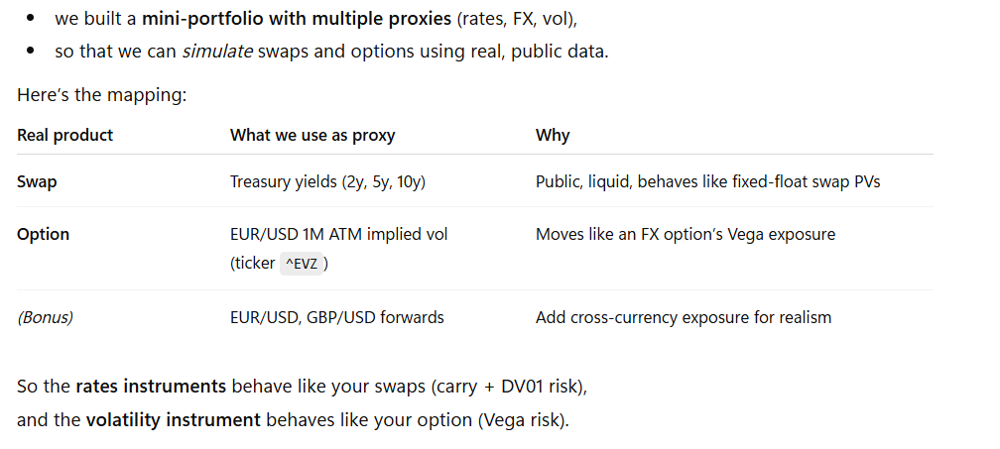 • we built a mini-portfolio with multiple proxies (rates, FX, vol),
• so that we can simulate swaps and options using real, public data.
Here's the mapping:
Real product What we use as proxy Why
Swap Treasury yields (2y, 5y, 10y) Public, liquid, behaves like fixed-float swap PVs
Option EUR/USD 1M ATM implied vol Moves like an FX option's Vega exposure
(ticker ^EVZ )
(Bonus) EUR/USD, GBP/USD forwards Add cross-currency exposure for realism
So the rates instruments behave like your swaps (carry + DV01 risk),
and the volatility instrument behaves like your option (Vega risk).